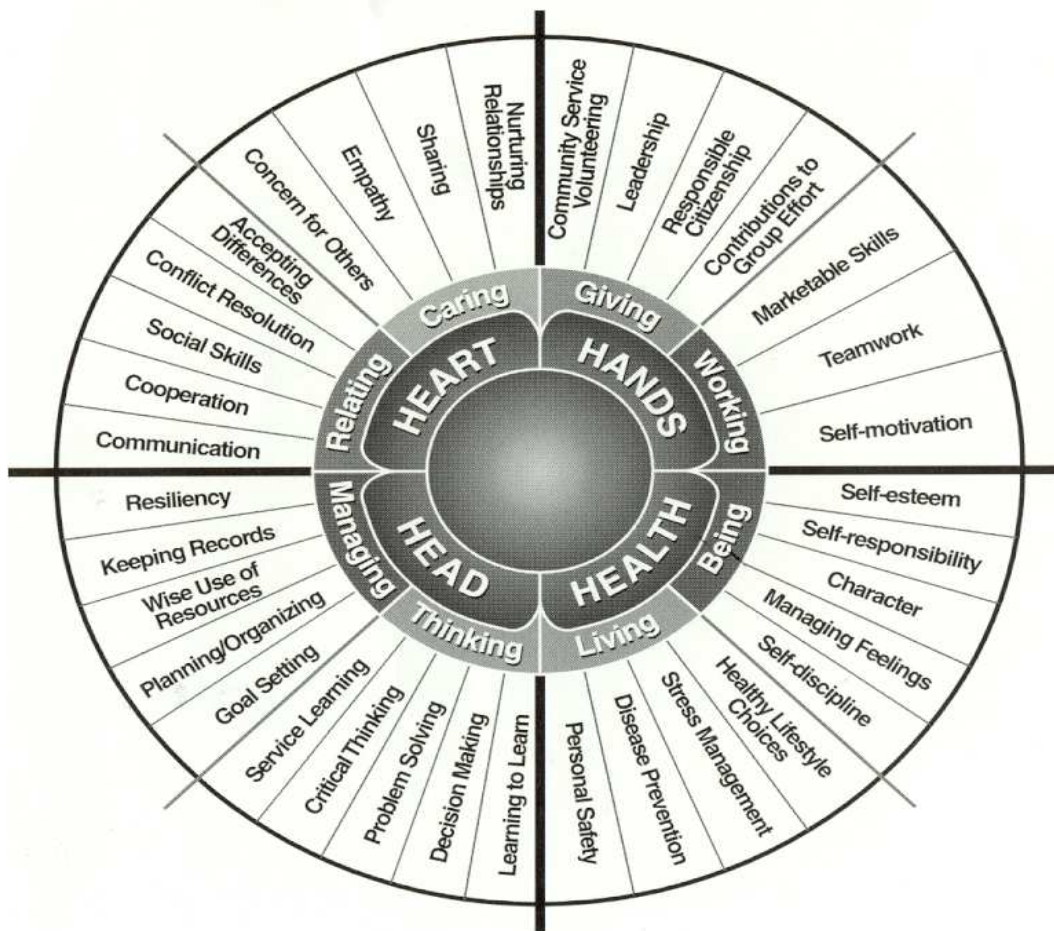 Nurturing
Relationships
Sharing
Empathy
Concern for Others
Caring
Accepting
Differences
Conflict Resolution
Social Skills
Cooperation
Communication
Relating
HEART
Community Service
Volunteering
Leadership
Responsible
Citizenship
Contributions to
Group Effort
Giving
Marketable Skills
Teamwork
Self-motivation
Working
HANDS
Resiliency
Keeping Records
Wise Use of
Resources
Planning/Organizing
Goal Setting
Managing
HEAD
Service Learning
Critical Thinking
Problem Solving
Decision Making
Learning to Learn
Thinking
Self-esteem
Self-responsibility
Character
Managing Feelings
Self-discipline
Being
HEALTH
Healthy Lifestyle
Choices
Stress Management
Disease Prevention
Personal Safety
Living